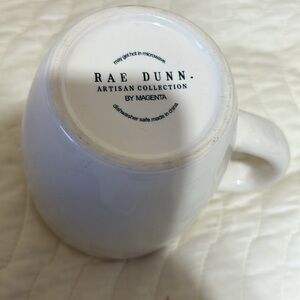 may get hot in microwave.
RAE DUNN.
ARTISAN COLLECTION
BY MAGENTA
dishwasher safe. made in china